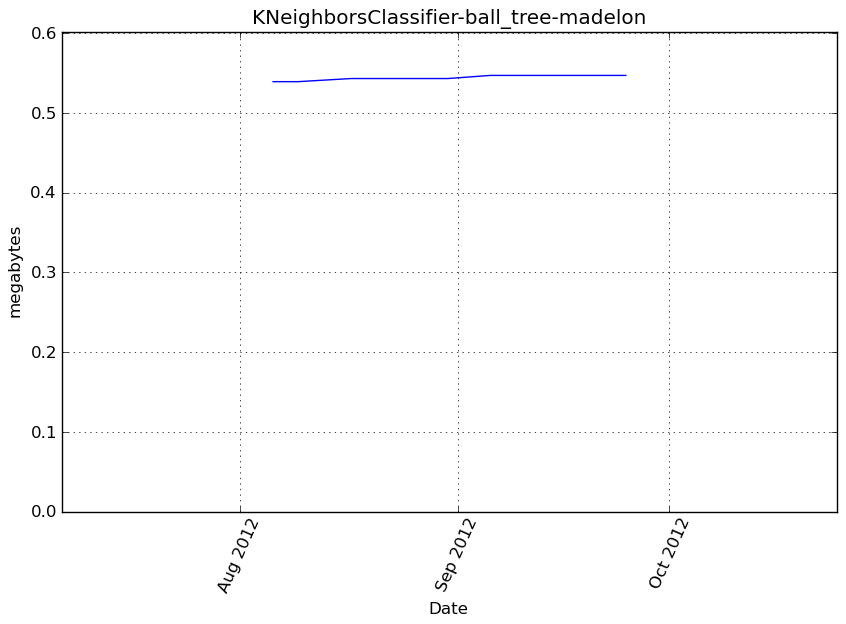 KNeighborsClassifier-ball_tree-madelon
0.6
0.5
0.4
0.3
0.2
0.1
0.0
megabytes
Aug 2012
Sep 2012
Oct 2012
Date